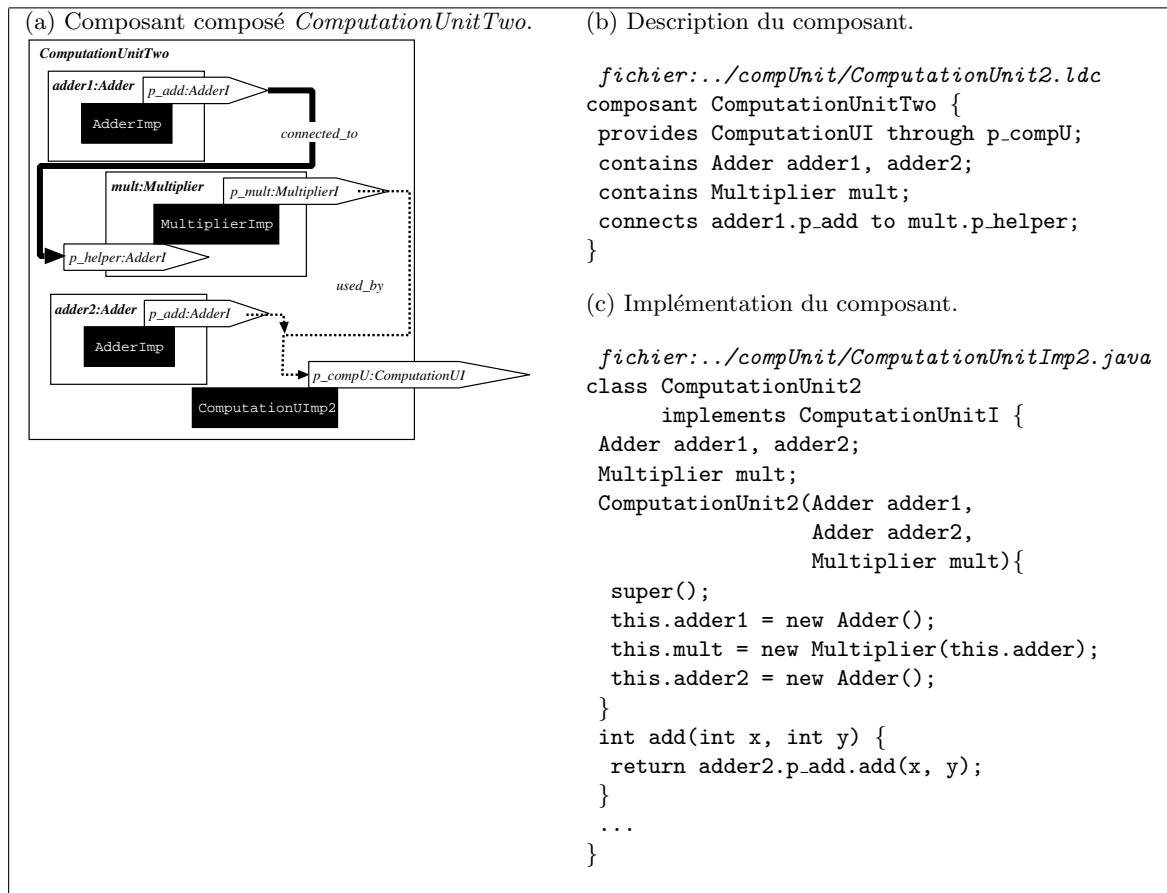 (a) Composant composé ComputationUnitTwo.
ComputationUnitTwo
adder1:Adder
p_add:AdderI
AdderImp
connected_to
mult:Multiplier
p_mult:MultiplierI
MultiplierImp
p_helper:AdderI
used_by
adder2:Adder
p_add:AdderI
AdderImp
p_compU:ComputationUI
ComputationUImp2
(b) Description du composant.
fichier:../compUnit/ComputationUnit2.ldc
composant ComputationUnitTwo {
provides ComputationUI through p_compU;
contains Adder adder1, adder2;
contains Multiplier mult;
connects adder1.p_add to mult.p_helper;
}
(c) Implémentation du composant.
fichier:../compUnit/ComputationUnitImp2.java
class ComputationUnit2
implements ComputationUnitI {
Adder adder1, adder2;
Multiplier mult;
ComputationUnit2(Adder adder1,
Adder adder2,
Multiplier mult){
super();
this.adder1 = new Adder();
this.mult = new Multiplier(this.adder);
this.adder2 = new Adder();
}
int add(int x, int y) {
return adder2.p_add.add(x, y);
}
...
}